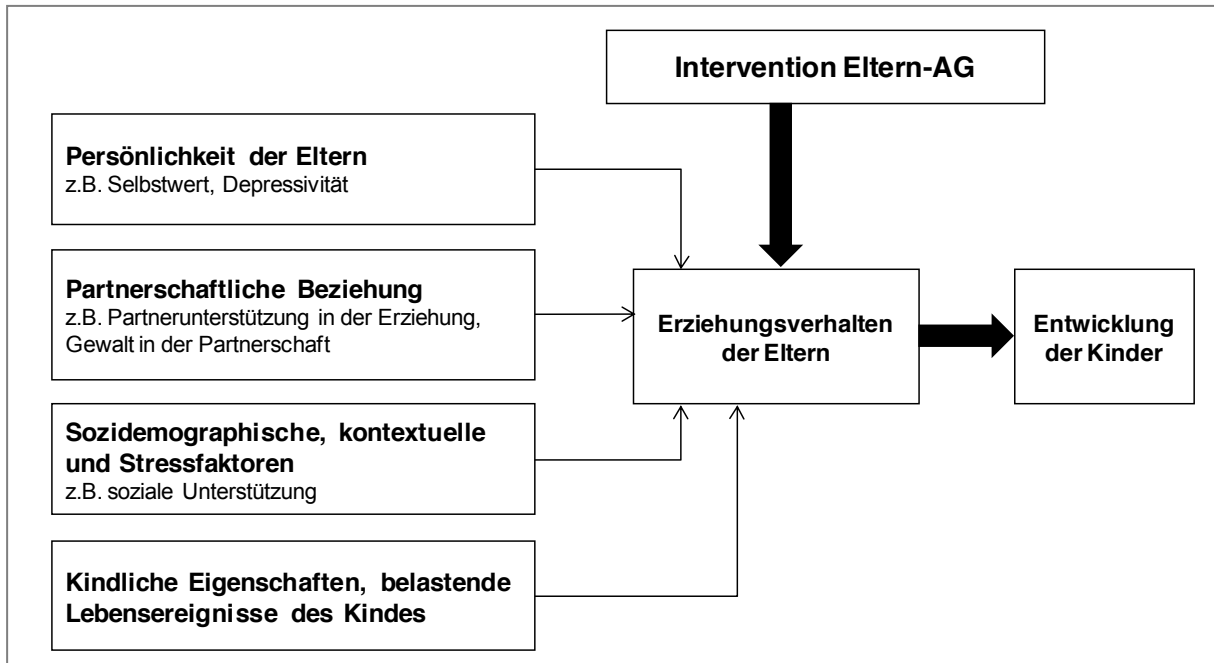 Intervention Eltern-AG
Persönlichkeit der Eltern
z.B. Selbstwert, Depressivität
Partnerschaftliche Beziehung
z.B. Partnerunterstützung in der Erziehung,
Gewalt in der Partnerschaft
Sozidemographische, kontextuelle
und Stressfaktoren
z.B. soziale Unterstützung
Kindliche Eigenschaften, belastende
Lebensereignisse des Kindes
Erziehungsverhalten
der Eltern
Entwicklung
der Kinder